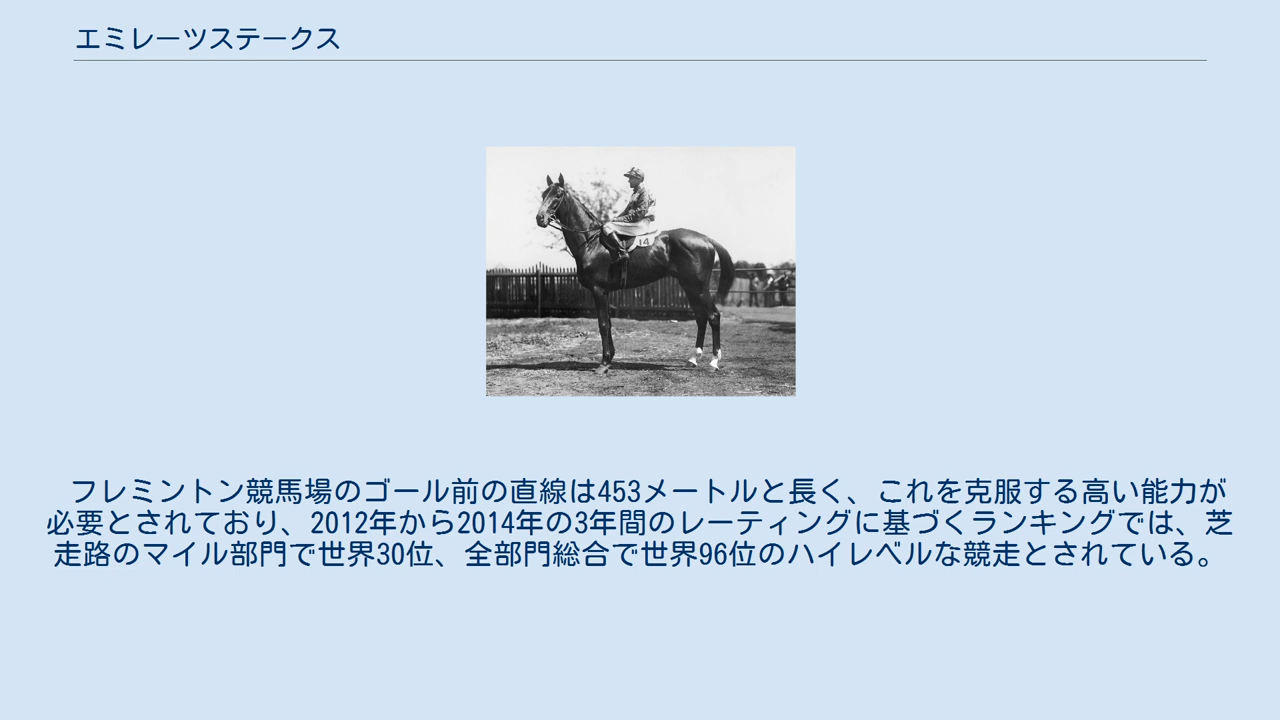 エミレーツステークス
14
フレミントン競馬場のゴール前の直線は453メートルと長く、これを克服する高い能力が
必要とされており、2012年から2014年の3年間のレーティングに基づくランキングでは、芝
走路のマイル部門で世界30位、全部門総合で世界96位のハイレベルな競走とされている。